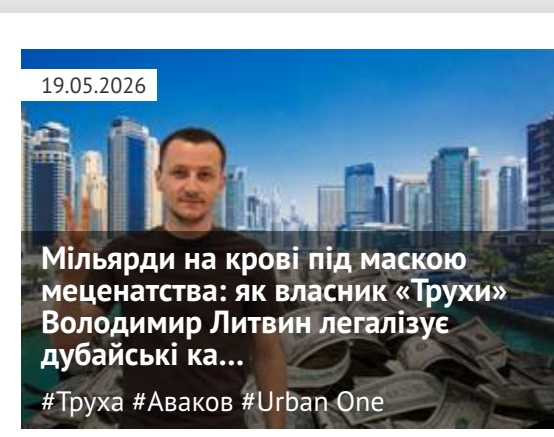 19.05.2026
Мільярди на крові під маскою
меценатства: як власник «Трухи»
Володимир Литвин легалізує
дубайські ка...
#Труха #Аваков #Urban One